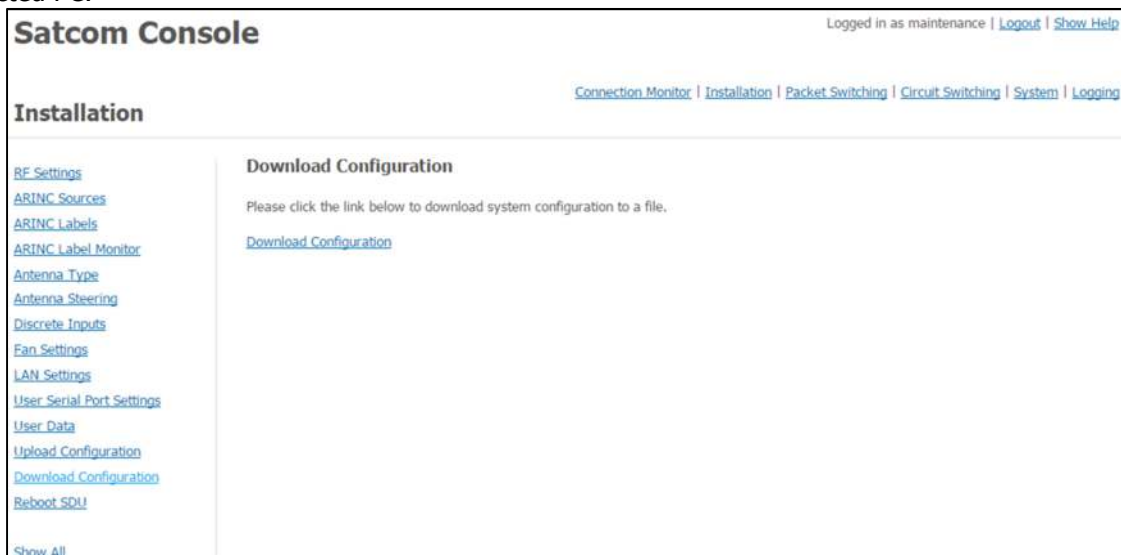 Satcom Console
Logged in as maintenance | Logout | Show Help
Connection Monitor | Installation | Packet Switching | Circuit Switching | System | Logging
Installation
RF Settings
ARINC Sources
ARINC Labels
ARINC Label Monitor
Antenna Type
Antenna Steering
Discrete Inputs
Fan Settings
LAN Settings
User Serial Port Settings
User Data
Upload Configuration
Download Configuration
Reboot SDU
Show All
Download Configuration
Please click the link below to download system configuration to a file.
Download Configuration